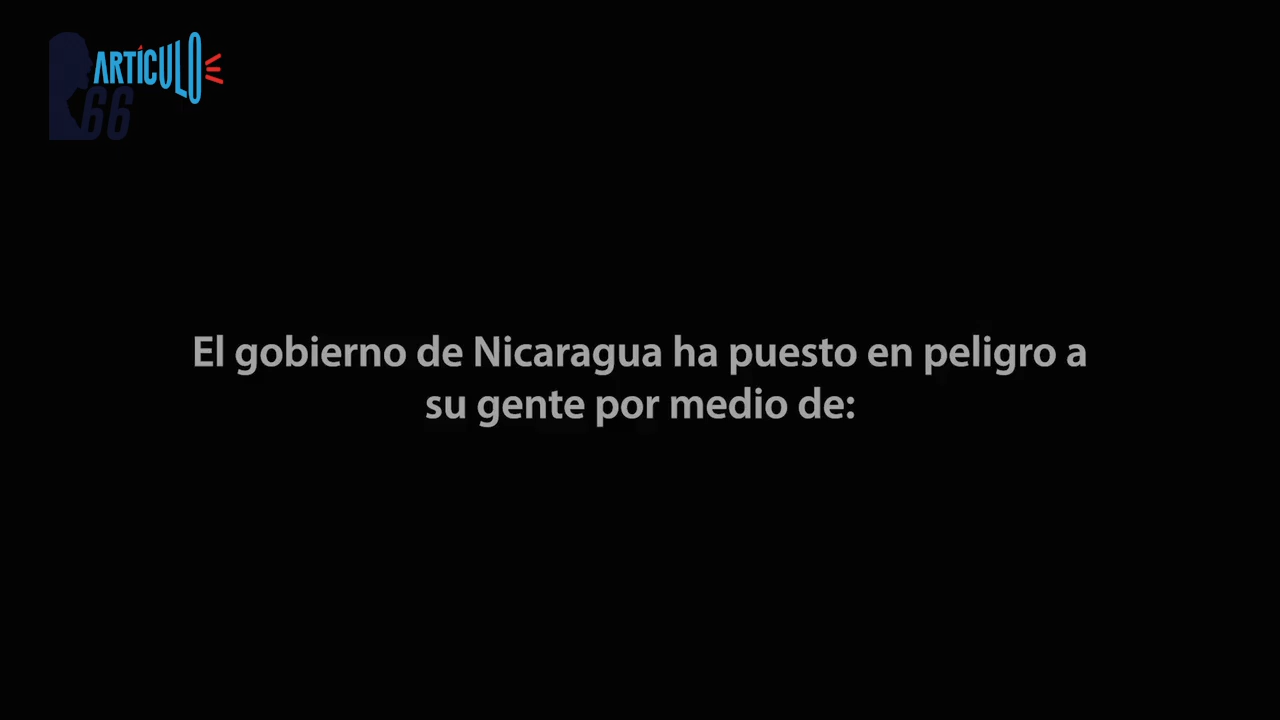 ARTÍCULO
66
El gobierno de Nicaragua ha puesto en peligro a
su gente por medio de: